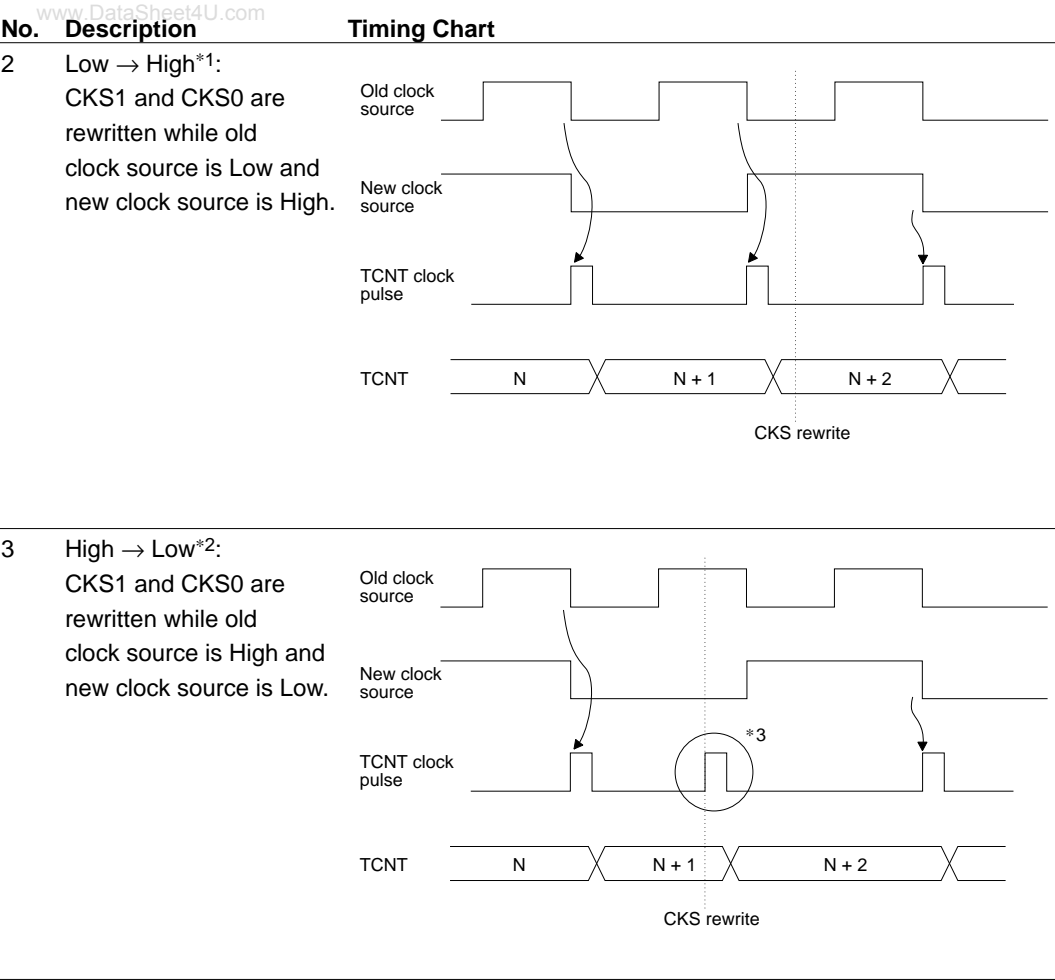 www.DataSheet4U.com
No. Description Timing Chart
2 Low → High*1:
CKS1 and CKS0 are
rewritten while old
clock source is Low and
new clock source is High.
Old clock
source
New clock
source
TCNT clock
pulse
TCNT N N + 1 N + 2
CKS rewrite
3 High → Low*2:
CKS1 and CKS0 are
rewritten while old
clock source is High and
new clock source is Low.
Old clock
source
New clock
source
*3
TCNT clock
pulse
TCNT N N + 1 N + 2
CKS rewrite